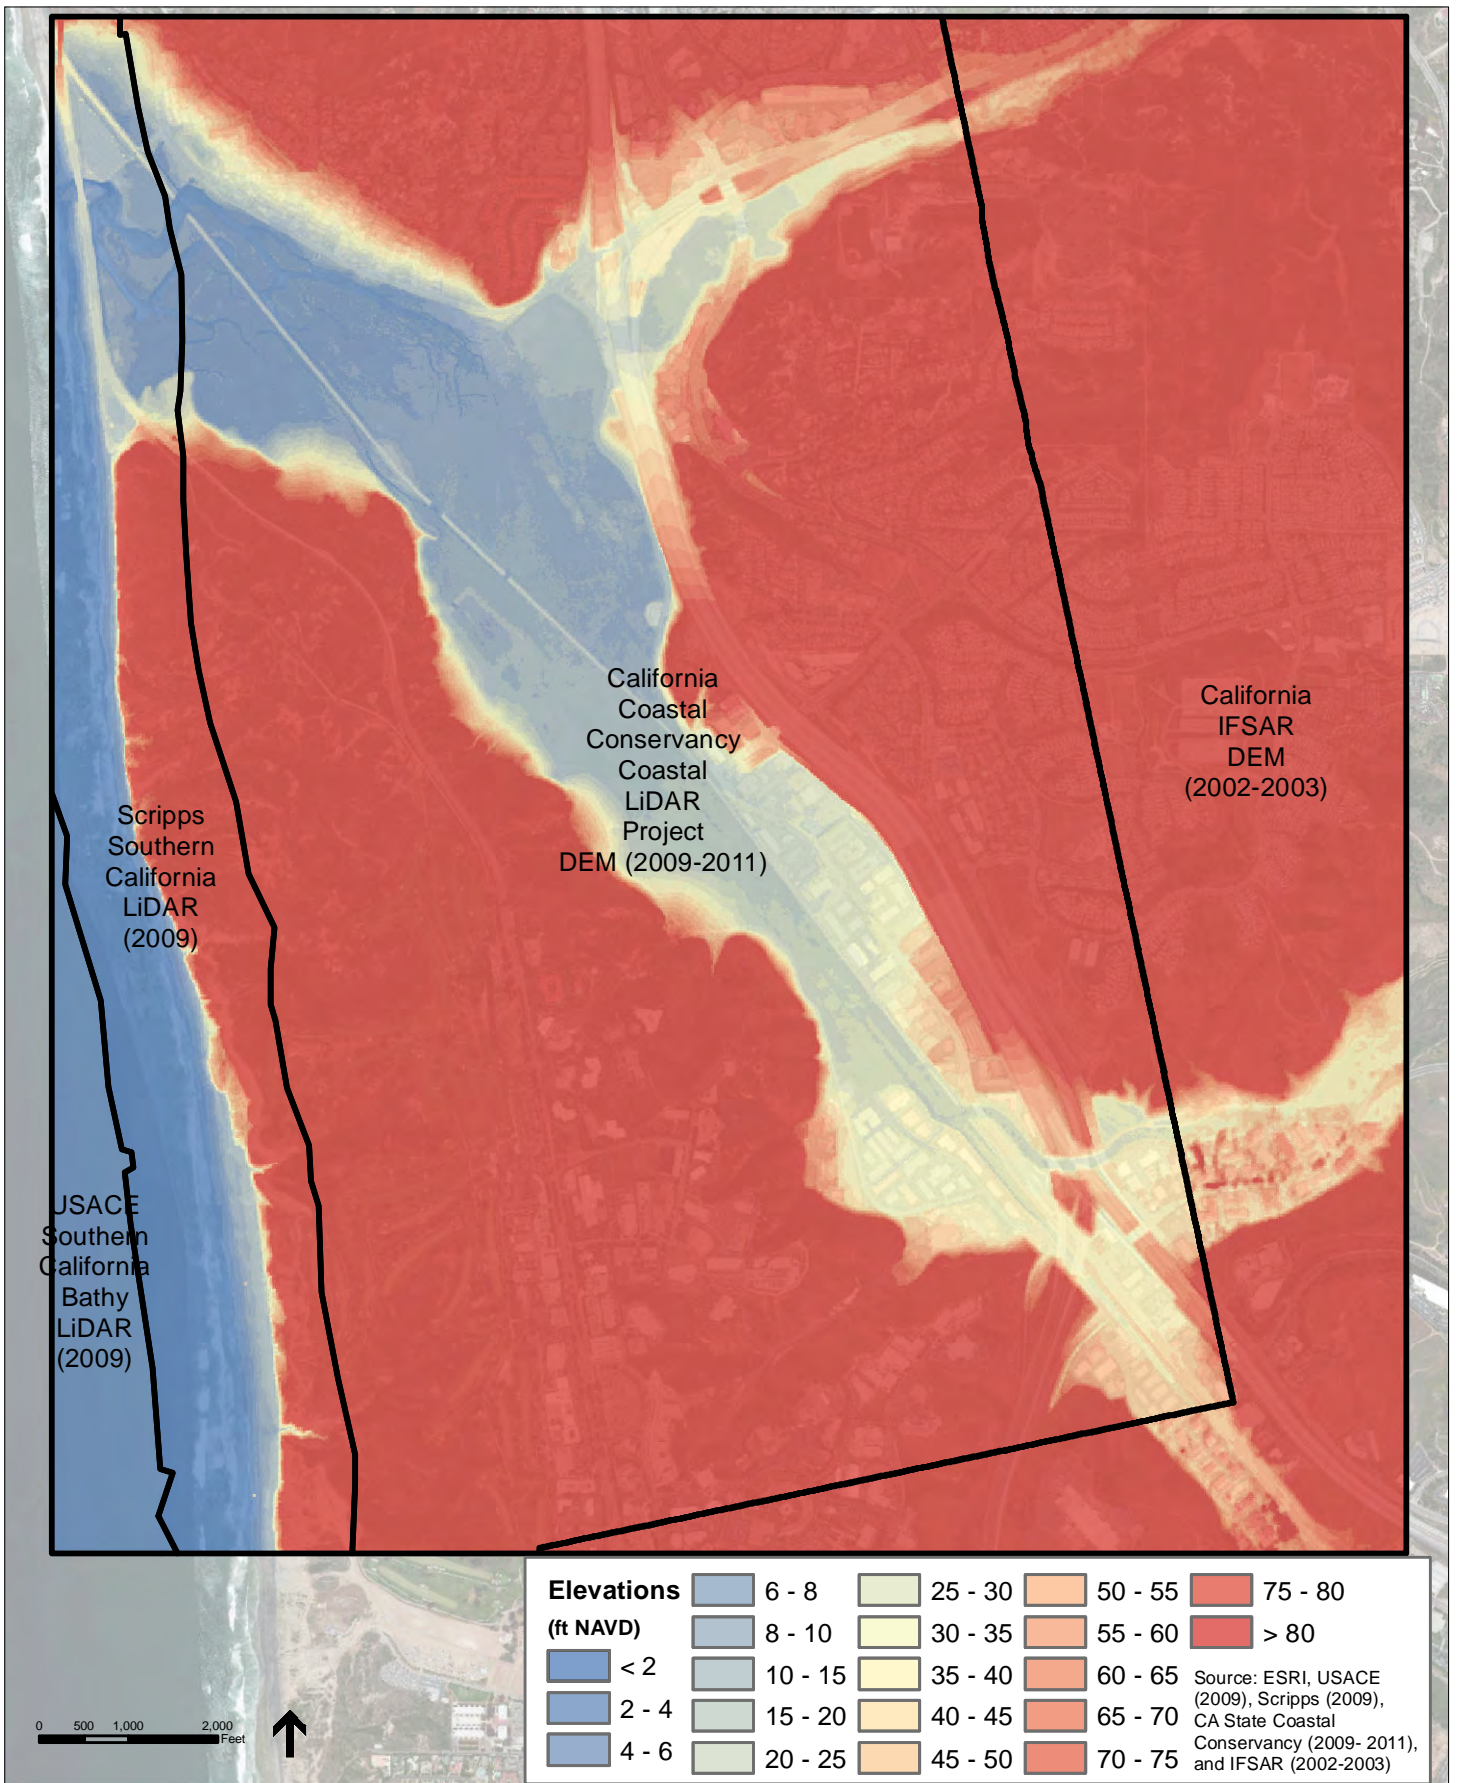 California
Coastal
Conservancy
Coastal
LiDAR
Project
DEM (2009-2011)
California
IFSAR
DEM
(2002-2003)
Scripps
Southern
California
LiDAR
(2009)
USACE
Southern
California
Bathy
LiDAR
(2009)
Elevations
(ft NAVD)
< 2
2 - 4
4 - 6
6 - 8
8 - 10
10 - 15
15 - 20
20 - 25
25 - 30
30 - 35
35 - 40
40 - 45
45 - 50
50 - 55
55 - 60
60 - 65
65 - 70
70 - 75
75 - 80
> 80
Source: ESRI, USACE
(2009), Scripps (2009),
CA State Coastal
Conservancy (2009- 2011),
and IFSAR (2002-2003)
0 500 1,000 2,000
Feet